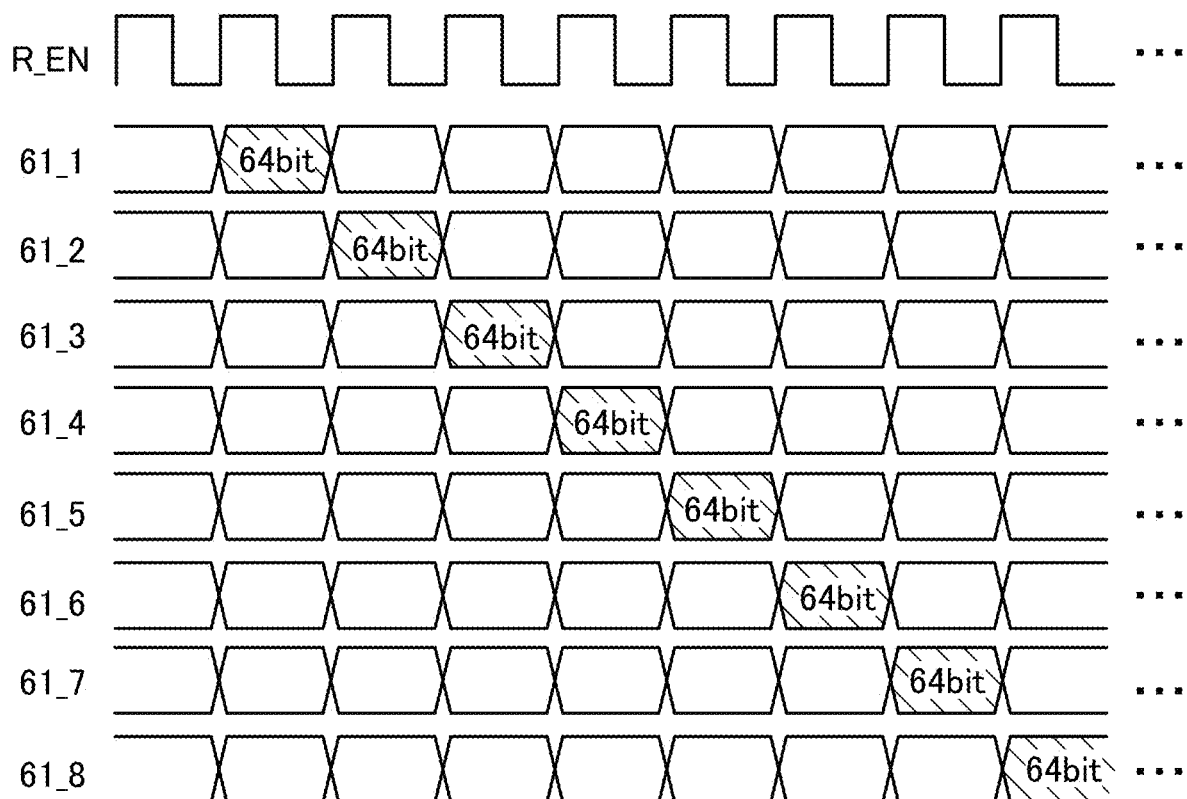 R_EN ...
61_1 64bit ...
61_2 64bit ...
61_3 64bit ...
61_4 64bit ...
61_5 64bit ...
61_6 64bit ...
61_7 64bit ...
61_8 64bit ...